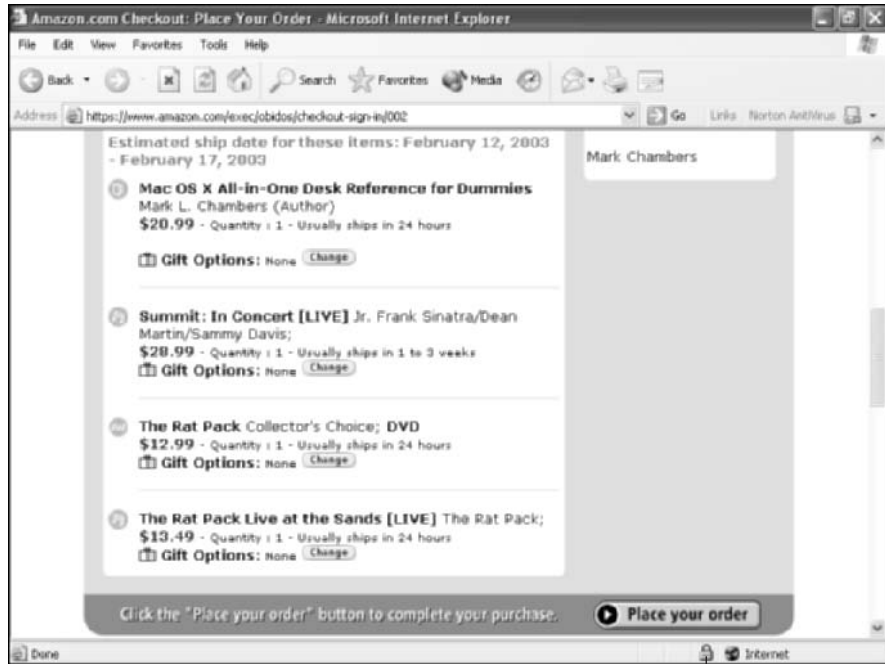 Amazon.com Checkout: Place Your Order - Microsoft Internet Explorer
File Edit View Favorites Tools Help
Back Search Favorites Media
Address https://www.amazon.com/exec/obidos/checkout-sign-in/002 Go Links Norton AntiVirus
Estimated ship date for these items: February 12, 2003
- February 17, 2003
Mark Chambers
Mac OS X All-in-One Desk Reference for Dummies
Mark L. Chambers (Author)
$20.99 - Quantity : 1 - Usually ships in 24 hours
Gift Options: None Change
Summit: In Concert [LIVE] Jr. Frank Sinatra/Dean
Martin/Sammy Davis;
$28.99 - Quantity : 1 - Usually ships in 1 to 3 weeks
Gift Options: None Change
The Rat Pack Collector's Choice; DVD
$12.99 - Quantity : 1 - Usually ships in 24 hours
Gift Options: None Change
The Rat Pack Live at the Sands [LIVE] The Rat Pack;
$13.49 - Quantity : 1 - Usually ships in 24 hours
Gift Options: None Change
Click the "Place your order" button to complete your purchase. Place your order
Done Internet